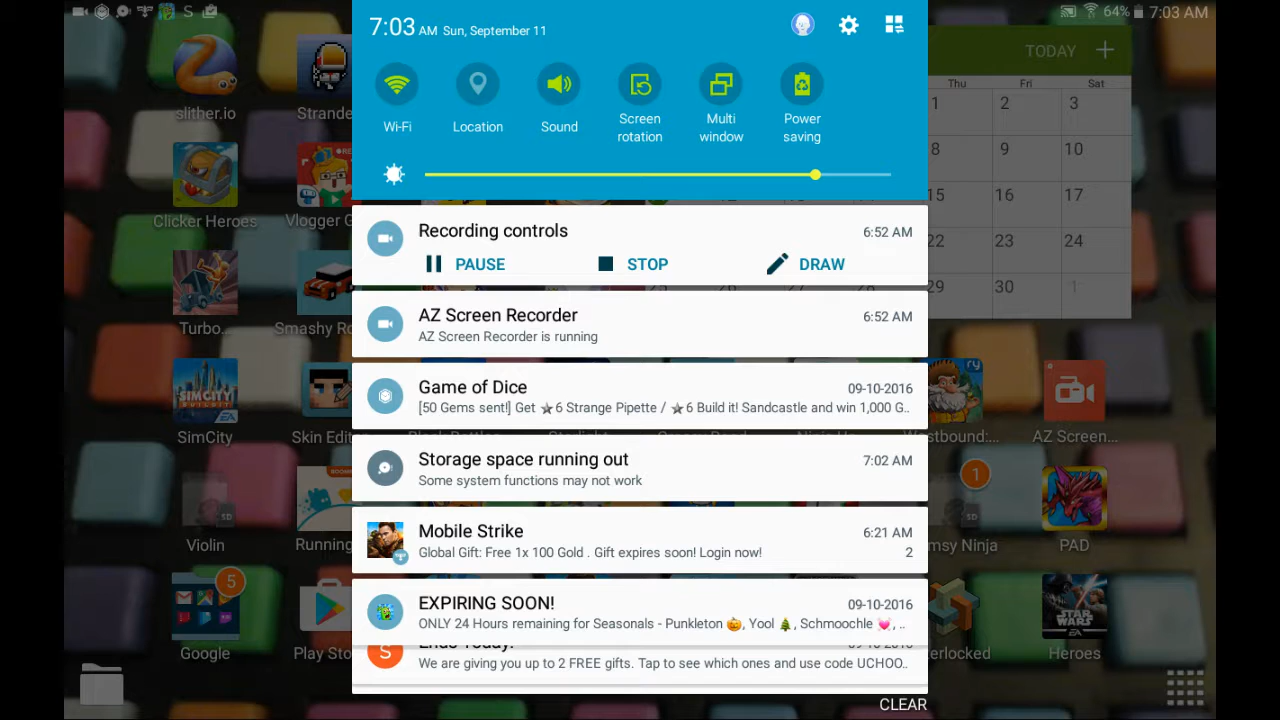 64% 7:03 AM
7:03 AM Sun, September 11
Wi-Fi
Location
Sound
Screen rotation
Multi window
Power saving
Recording controls 6:52 AM
PAUSE STOP DRAW
AZ Screen Recorder 6:52 AM
AZ Screen Recorder is running
Game of Dice 09-10-2016
[50 Gems sent!] Get ★6 Strange Pipette / ★6 Build it! Sandcastle and win 1,000 G..
Storage space running out 7:02 AM
Some system functions may not work
Mobile Strike 6:21 AM
Global Gift: Free 1x 100 Gold . Gift expires soon! Login now! 2
EXPIRING SOON! 09-10-2016
ONLY 24 Hours remaining for Seasonals - Punkleton 🎃, Yool 🎄, Schmoochle 💓, ..
We are giving you up to 2 FREE gifts. Tap to see which ones and use code UCHOO..
CLEAR
slither.io
Clicker Heroes
Vlogger G
Turbo...
Smashy Ro
SimCity
Skin Edit
Violin
Running
Google
5
Play Sto
TODAY +
Thu Fri Sat
1 2 3
8 9 10
15 16 17
22 23 24
29 30 1
AZ Screen...
1
PAD
STAR WARS
EA
Heroes